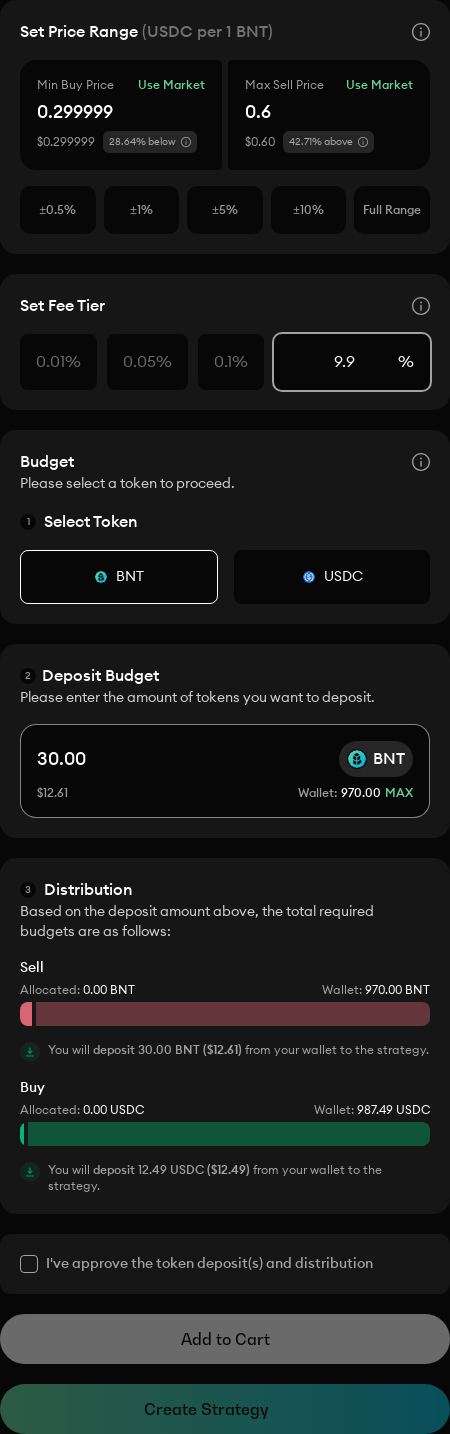 Set Price Range (USDC per 1 BNT)
Min Buy Price Use Market
0.299999
$0.299999 28.64% below
Max Sell Price Use Market
0.6
$0.60 42.71% above
±0.5% ±1% ±5% ±10% Full Range
Set Fee Tier
0.01% 0.05% 0.1% 9.9 %
Budget
Please select a token to proceed.
1 Select Token
BNT USDC
2 Deposit Budget
Please enter the amount of tokens you want to deposit.
30.00 BNT
$12.61 Wallet: 970.00 MAX
3 Distribution
Based on the deposit amount above, the total required
budgets are as follows:
Sell
Allocated: 0.00 BNT Wallet: 970.00 BNT
You will deposit 30.00 BNT ($12.61) from your wallet to the strategy.
Buy
Allocated: 0.00 USDC Wallet: 987.49 USDC
You will deposit 12.49 USDC ($12.49) from your wallet to the
strategy.
I've approve the token deposit(s) and distribution
Add to Cart
Create Strategy